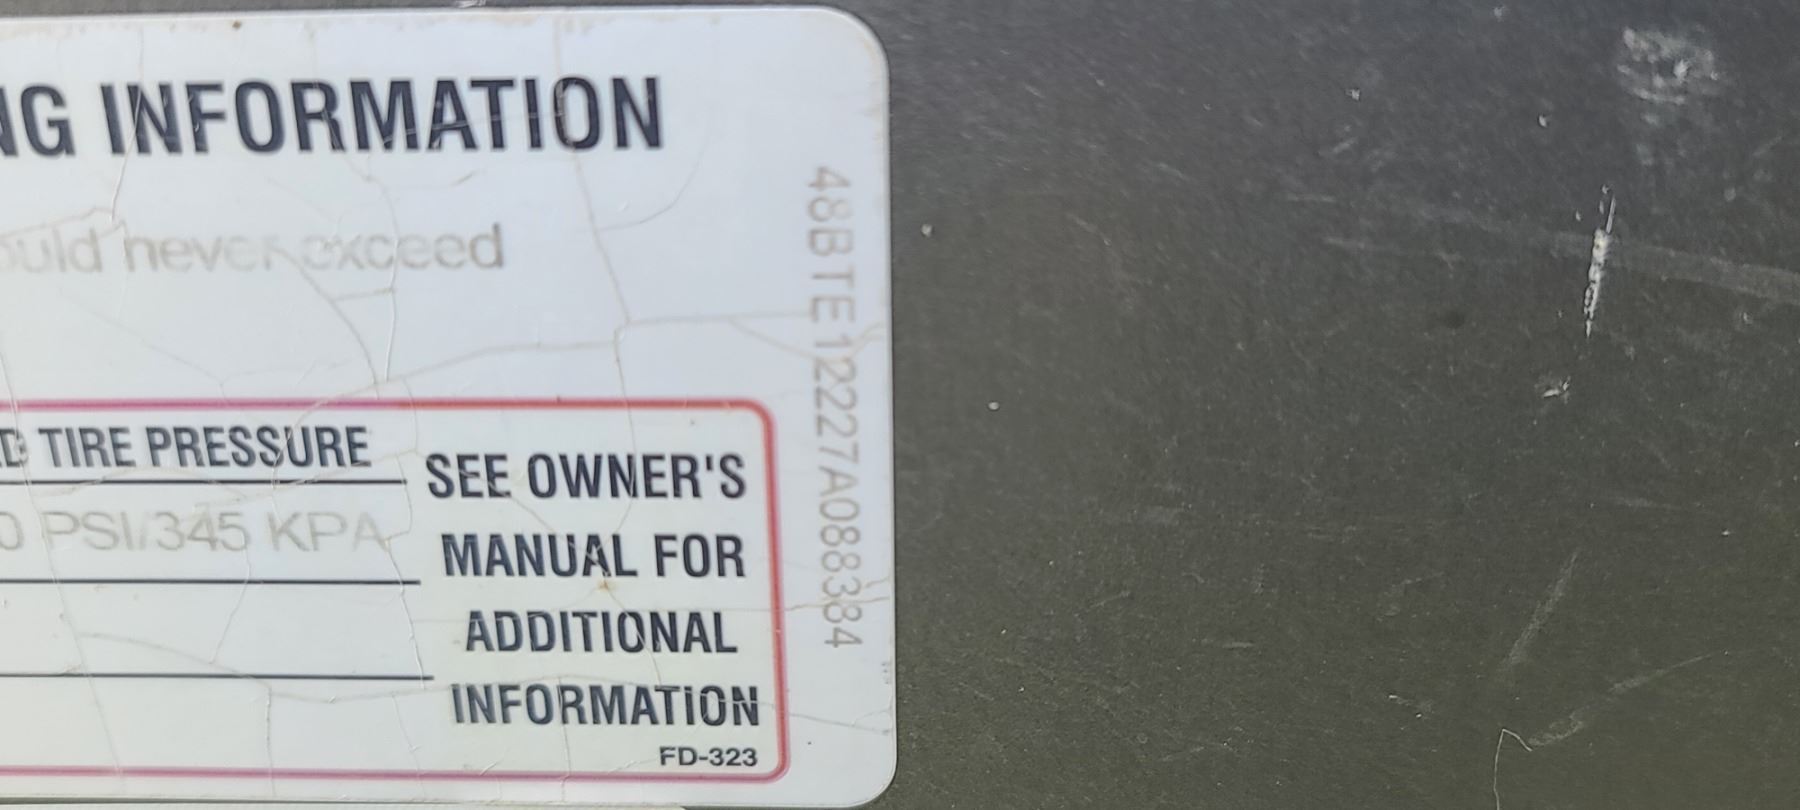 NG INFORMATION
ould never exceed
TIRE PRESSURE
0 PSI/345 KPA
SEE OWNER'S
MANUAL FOR
ADDITIONAL
INFORMATION
FD-323
48BTE12227A088384